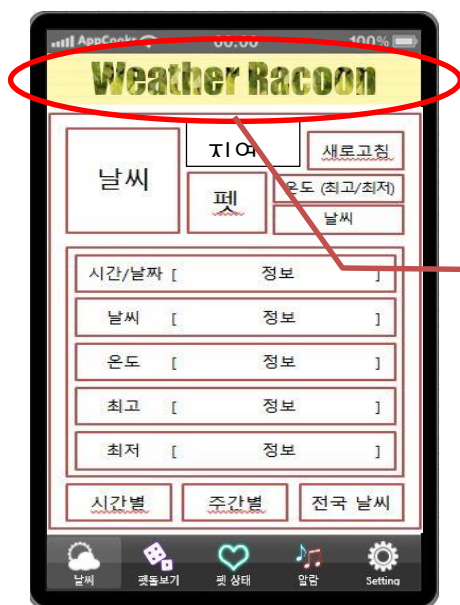 AppCookr 00:00 100%
Weather Racoon
날씨
새로고침
펫
온도 (최고/최저)
날씨
시간/날짜 [ 정보 ]
날씨 [ 정보 ]
온도 [ 정보 ]
최고 [ 정보 ]
최저 [ 정보 ]
시간별 주간별 전국 날씨
날씨 펫돌보기 펫 상태 알람 Setting